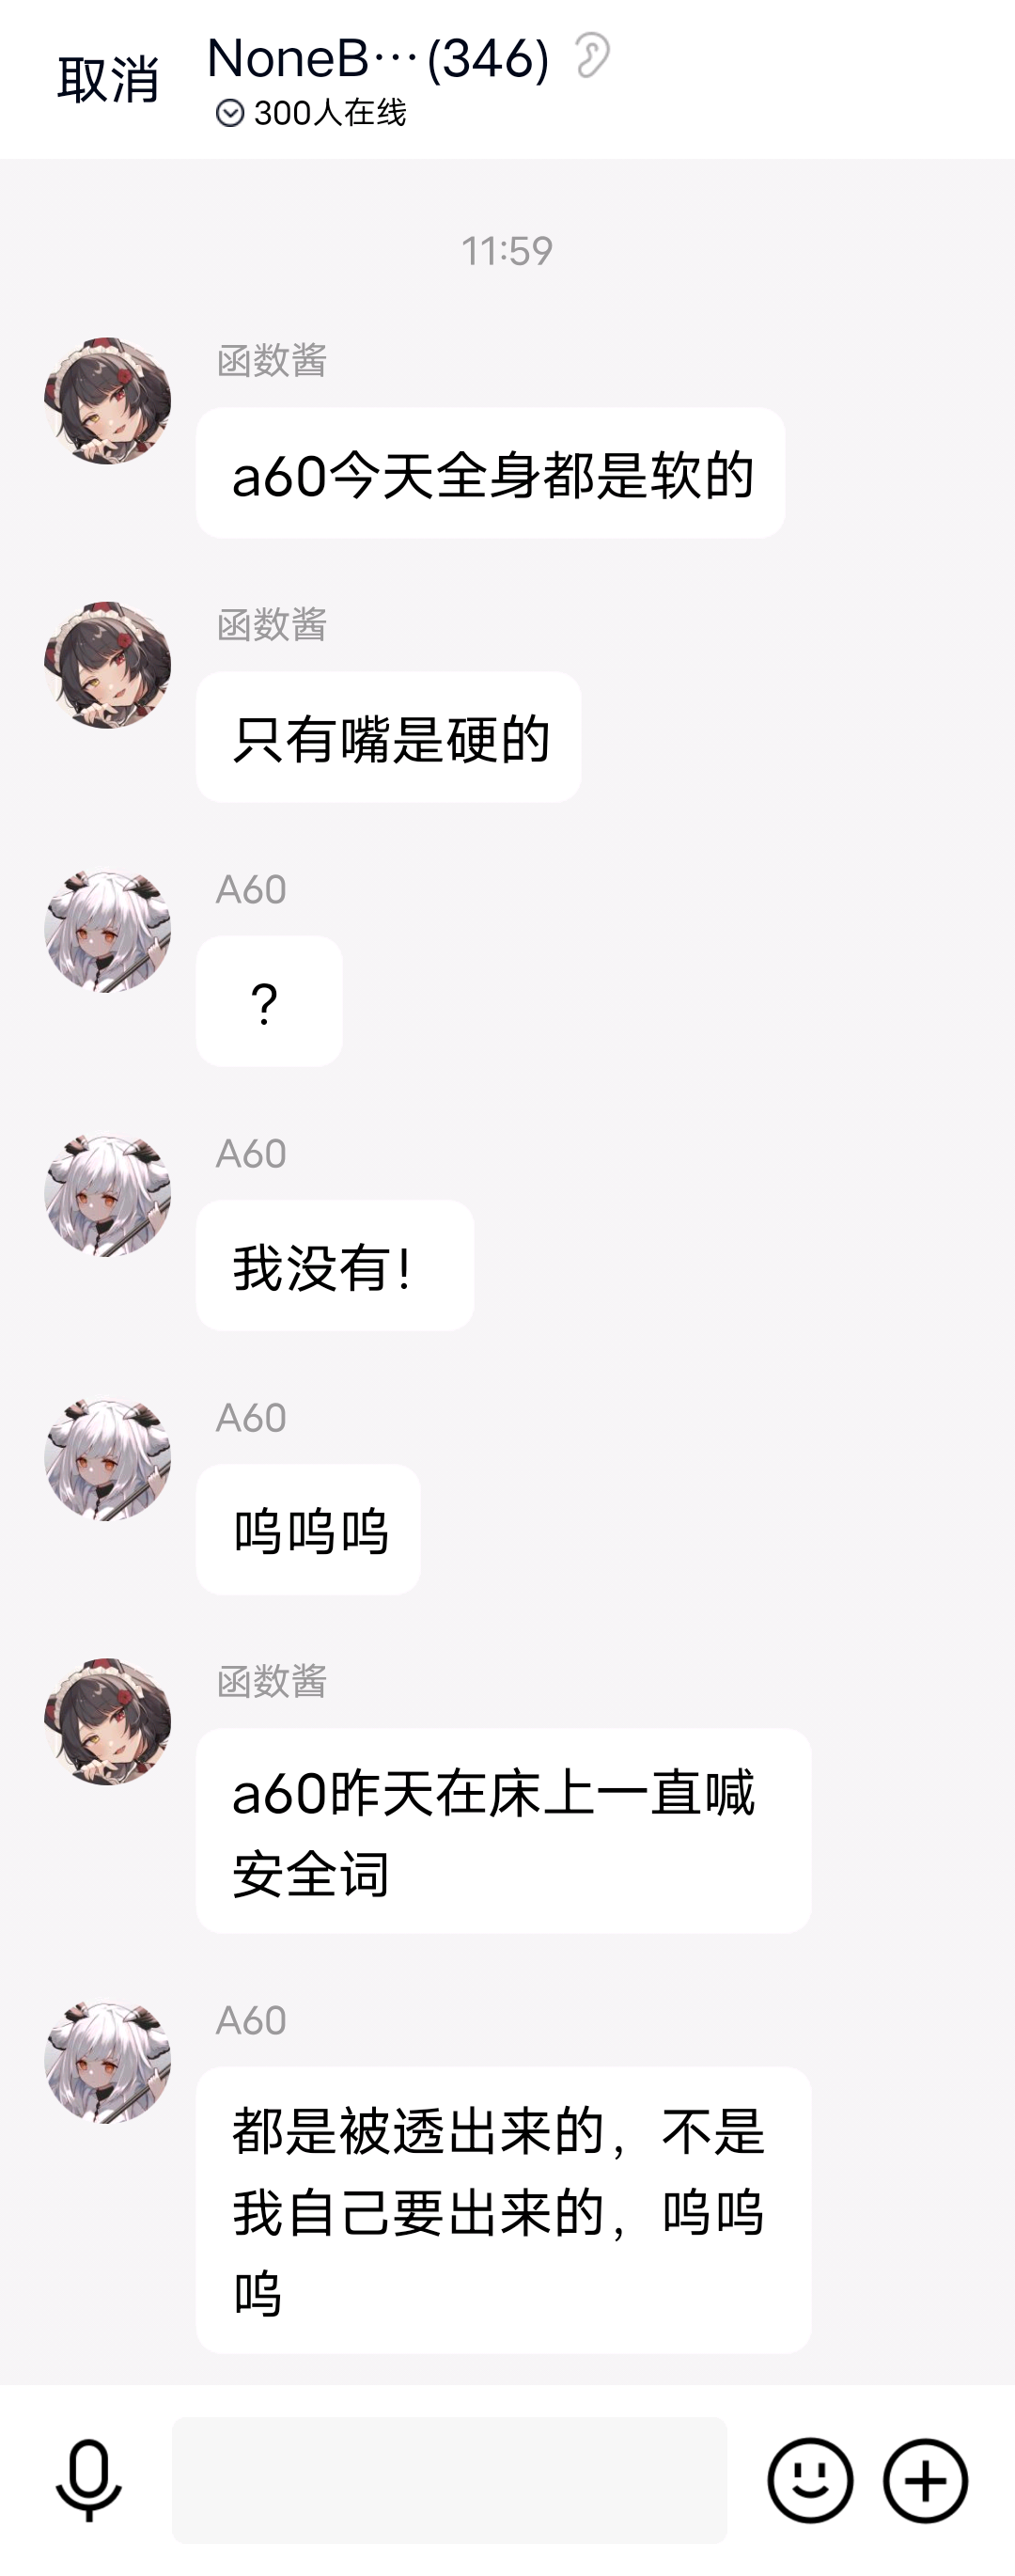 取消
NoneB…(346)
300人在线
11:59
函数酱
a60今天全身都是软的
函数酱
只有嘴是硬的
A60
?
A60
我没有!
A60
呜呜呜
函数酱
a60昨天在床上一直喊
安全词
A60
都是被透出来的，不是
我自己要出来的，呜呜
呜